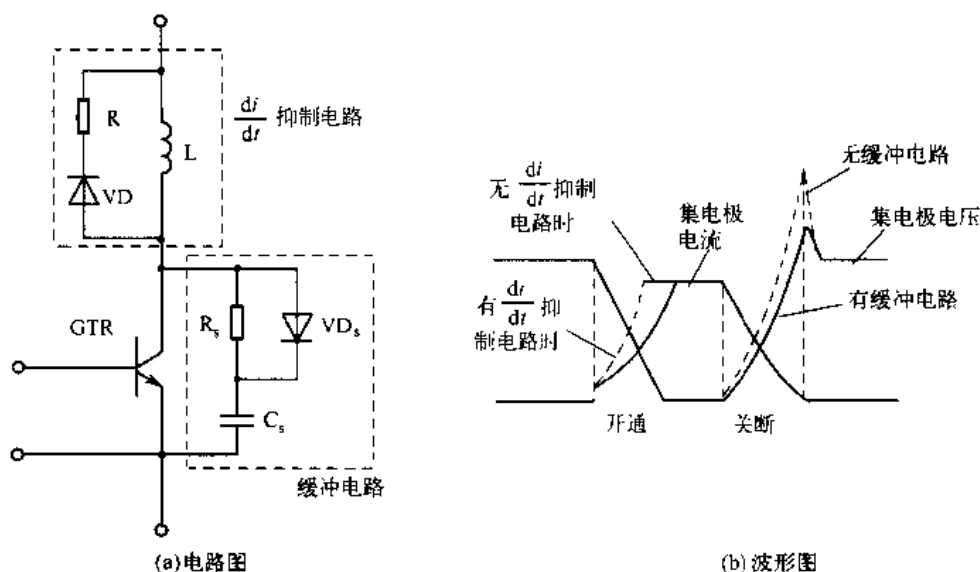 R
L
VD
di/dt 抑制电路
GTR
Rs
VDs
Cs
缓冲电路
(a)电路图
无 di/dt 抑制
电路时
有 di/dt 抑
制电路时
集电极
电流
无缓冲电路
集电极电压
有缓冲电路
开通
关断
(b)波形图